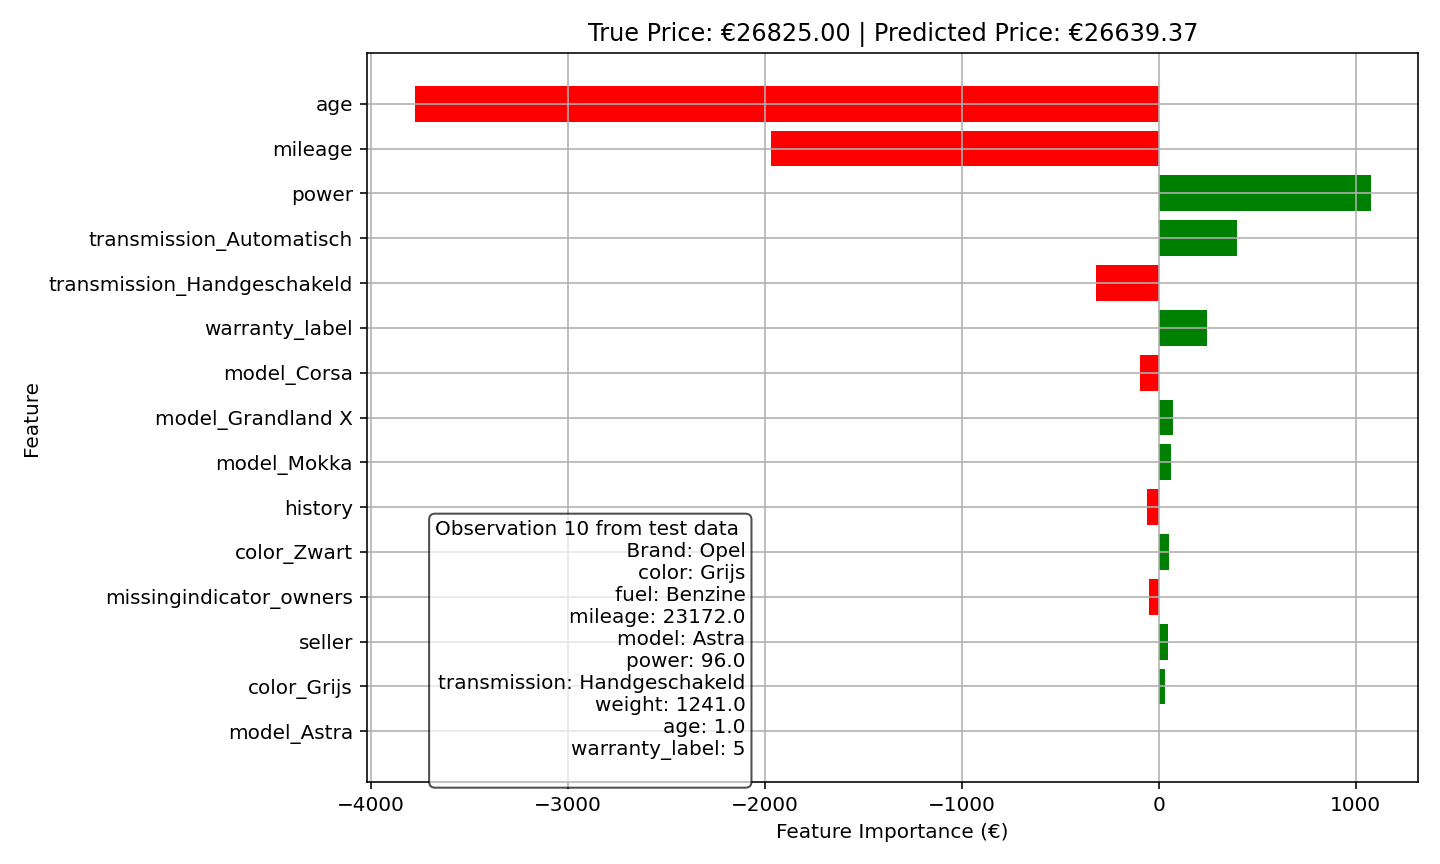 True Price: €26825.00 | Predicted Price: €26639.37
age
mileage
power
transmission_Automatisch
transmission_Handgeschakeld
warranty_label
model_Corsa
model_Grandland X
model_Mokka
history
color_Zwart
missingindicator_owners
seller
color_Grijs
model_Astra
Feature
Observation 10 from test data
Brand: Opel
color: Grijs
fuel: Benzine
mileage: 23172.0
model: Astra
power: 96.0
transmission: Handgeschakeld
weight: 1241.0
age: 1.0
warranty_label: 5
−4000 −3000 −2000 −1000 0 1000
Feature Importance (€)